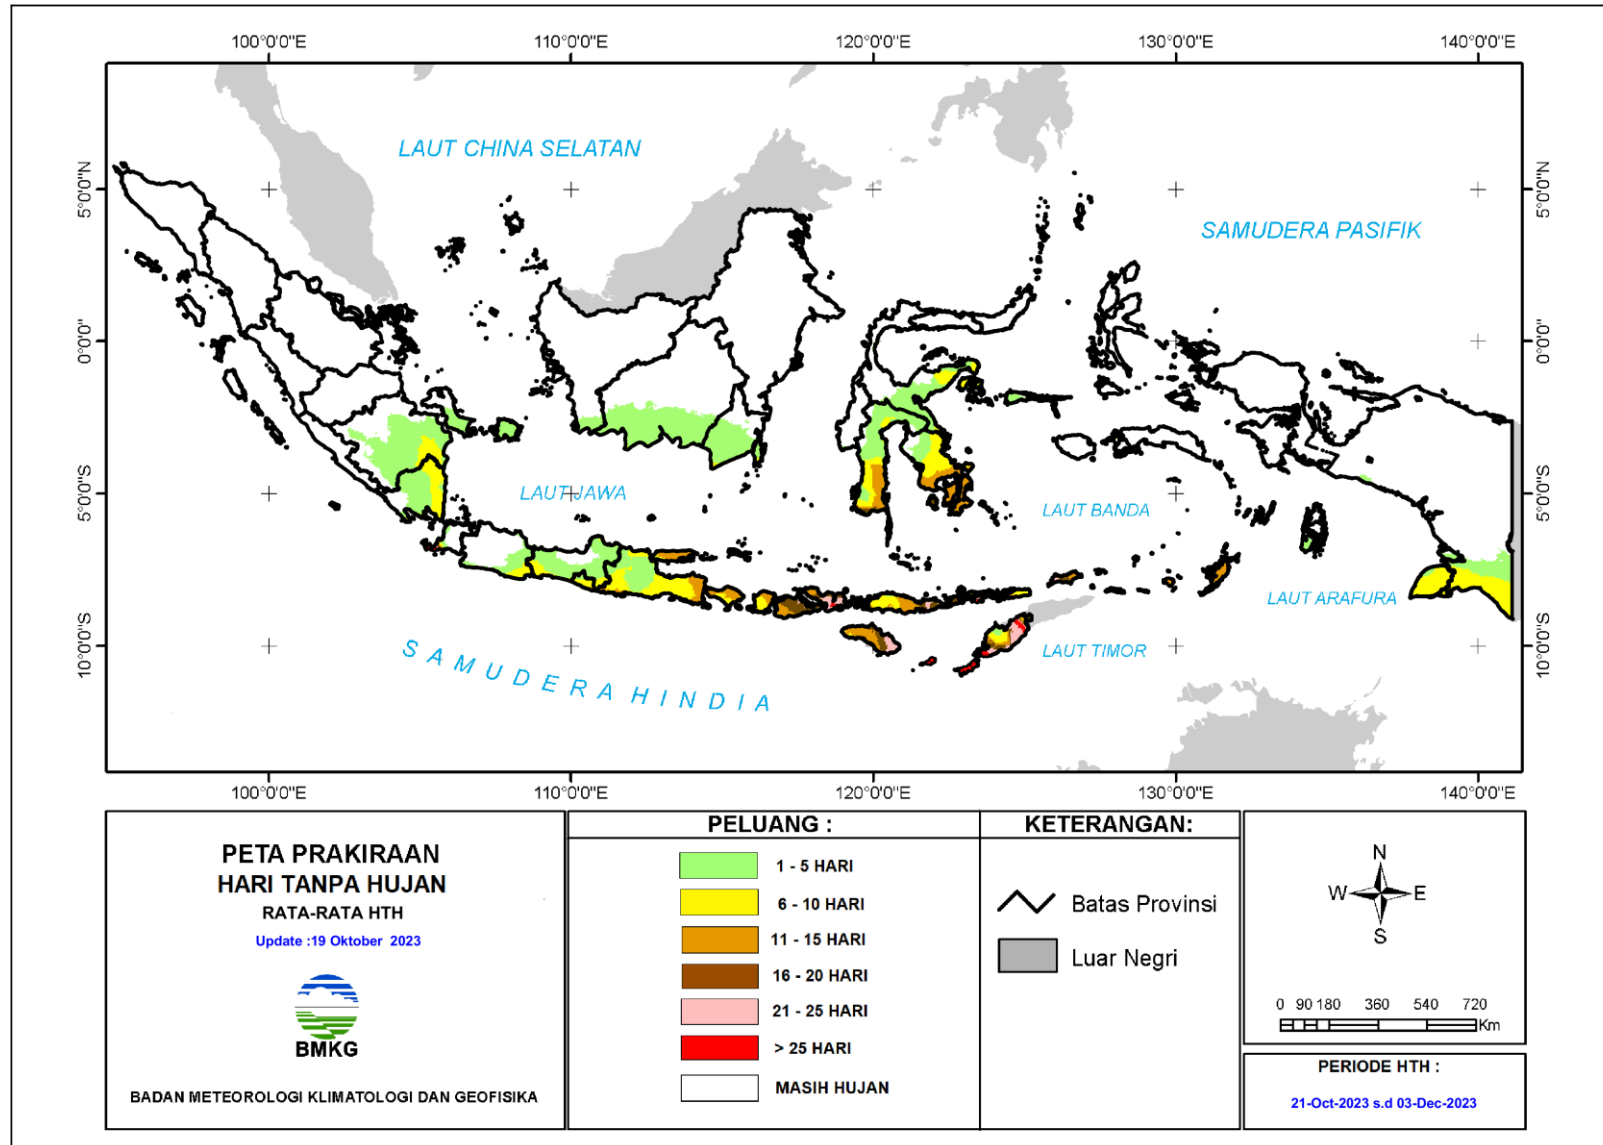 100°0'0"E 110°0'0"E 120°0'0"E 130°0'0"E 140°0'0"E
5°0'0"N
0°0'0"
5°0'0"S
10°0'0"S
LAUT CHINA SELATAN
SAMUDERA PASIFIK
LAUT JAWA
LAUT BANDA
LAUT ARAFURA
LAUT TIMOR
SAMUDERA HINDIA
5°0'0"N
0°0'0"
5°0'0"S
10°0'0"S
100°0'0"E 110°0'0"E 120°0'0"E 130°0'0"E 140°0'0"E
PETA PRAKIRAAN
HARI TANPA HUJAN
RATA-RATA HTH
Update :19 Oktober 2023
BMKG
BADAN METEOROLOGI KLIMATOLOGI DAN GEOFISIKA
PELUANG :
1 - 5 HARI
6 - 10 HARI
11 - 15 HARI
16 - 20 HARI
21 - 25 HARI
> 25 HARI
MASIH HUJAN
KETERANGAN:
Batas Provinsi
Luar Negri
N
W E
S
0 90 180 360 540 720
Km
PERIODE HTH :
21-Oct-2023 s.d 03-Dec-2023